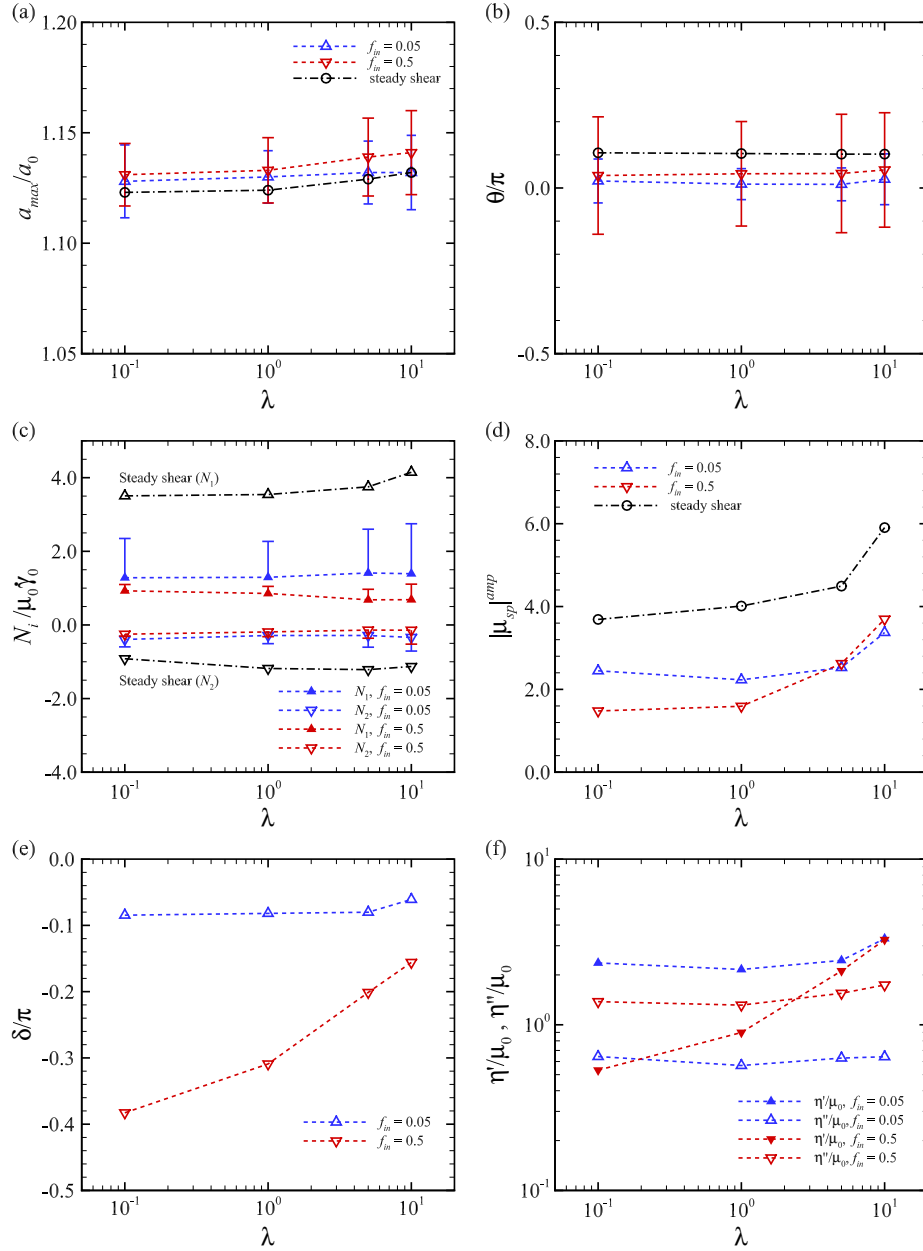 (a)
1.20
1.15
1.10
1.05
a_max/a_0
f_in = 0.05
f_in = 0.5
steady shear
10^-1
10^0
10^1
λ
(b)
0.5
0.0
-0.5
θ/π
10^-1
10^0
10^1
λ
(c)
4.0
2.0
0.0
-2.0
-4.0
N_i/μ_0γ̇_0
Steady shear (N_1)
Steady shear (N_2)
N_1, f_in = 0.05
N_2, f_in = 0.05
N_1, f_in = 0.5
N_2, f_in = 0.5
10^-1
10^0
10^1
λ
(d)
8.0
6.0
4.0
2.0
0.0
|μ_sp|^amp
f_in = 0.05
f_in = 0.5
steady shear
10^-1
10^0
10^1
λ
(e)
0.0
-0.1
-0.2
-0.3
-0.4
-0.5
δ/π
f_in = 0.05
f_in = 0.5
10^-1
10^0
10^1
λ
(f)
10^1
10^0
10^-1
η'/μ_0 , η''/μ_0
η'/μ_0, f_in = 0.05
η''/μ_0, f_in = 0.05
η'/μ_0, f_in = 0.5
η''/μ_0, f_in = 0.5
10^-1
10^0
10^1
λ